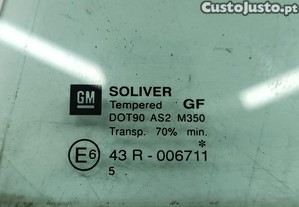 CustoJusto.pt
GM
SOLIVER
Tempered GF
DOT90 AS2 M350
Transp. 70% min.
E6 43 R - 006711
*
5